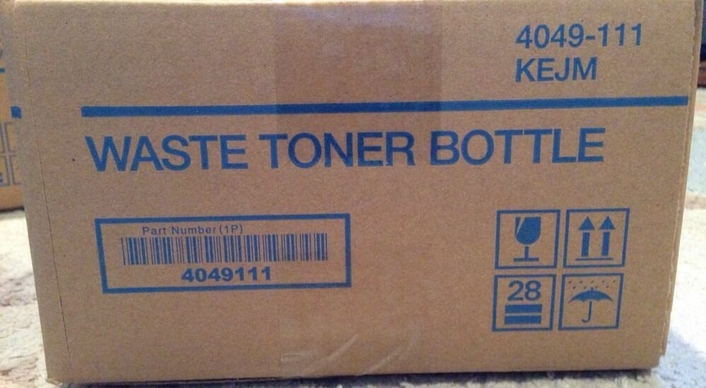 4049-111
KEJM
WASTE TONER BOTTLE
Part Number (1P)
4049111
28